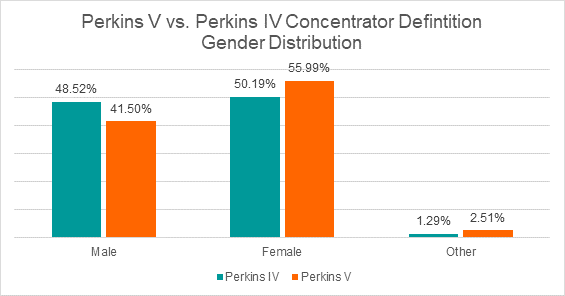 Perkins V vs. Perkins IV Concentrator Defintition
Gender Distribution
48.52%
41.50%
50.19%
55.99%
1.29%
2.51%
Male
Female
Other
Perkins IV
Perkins V